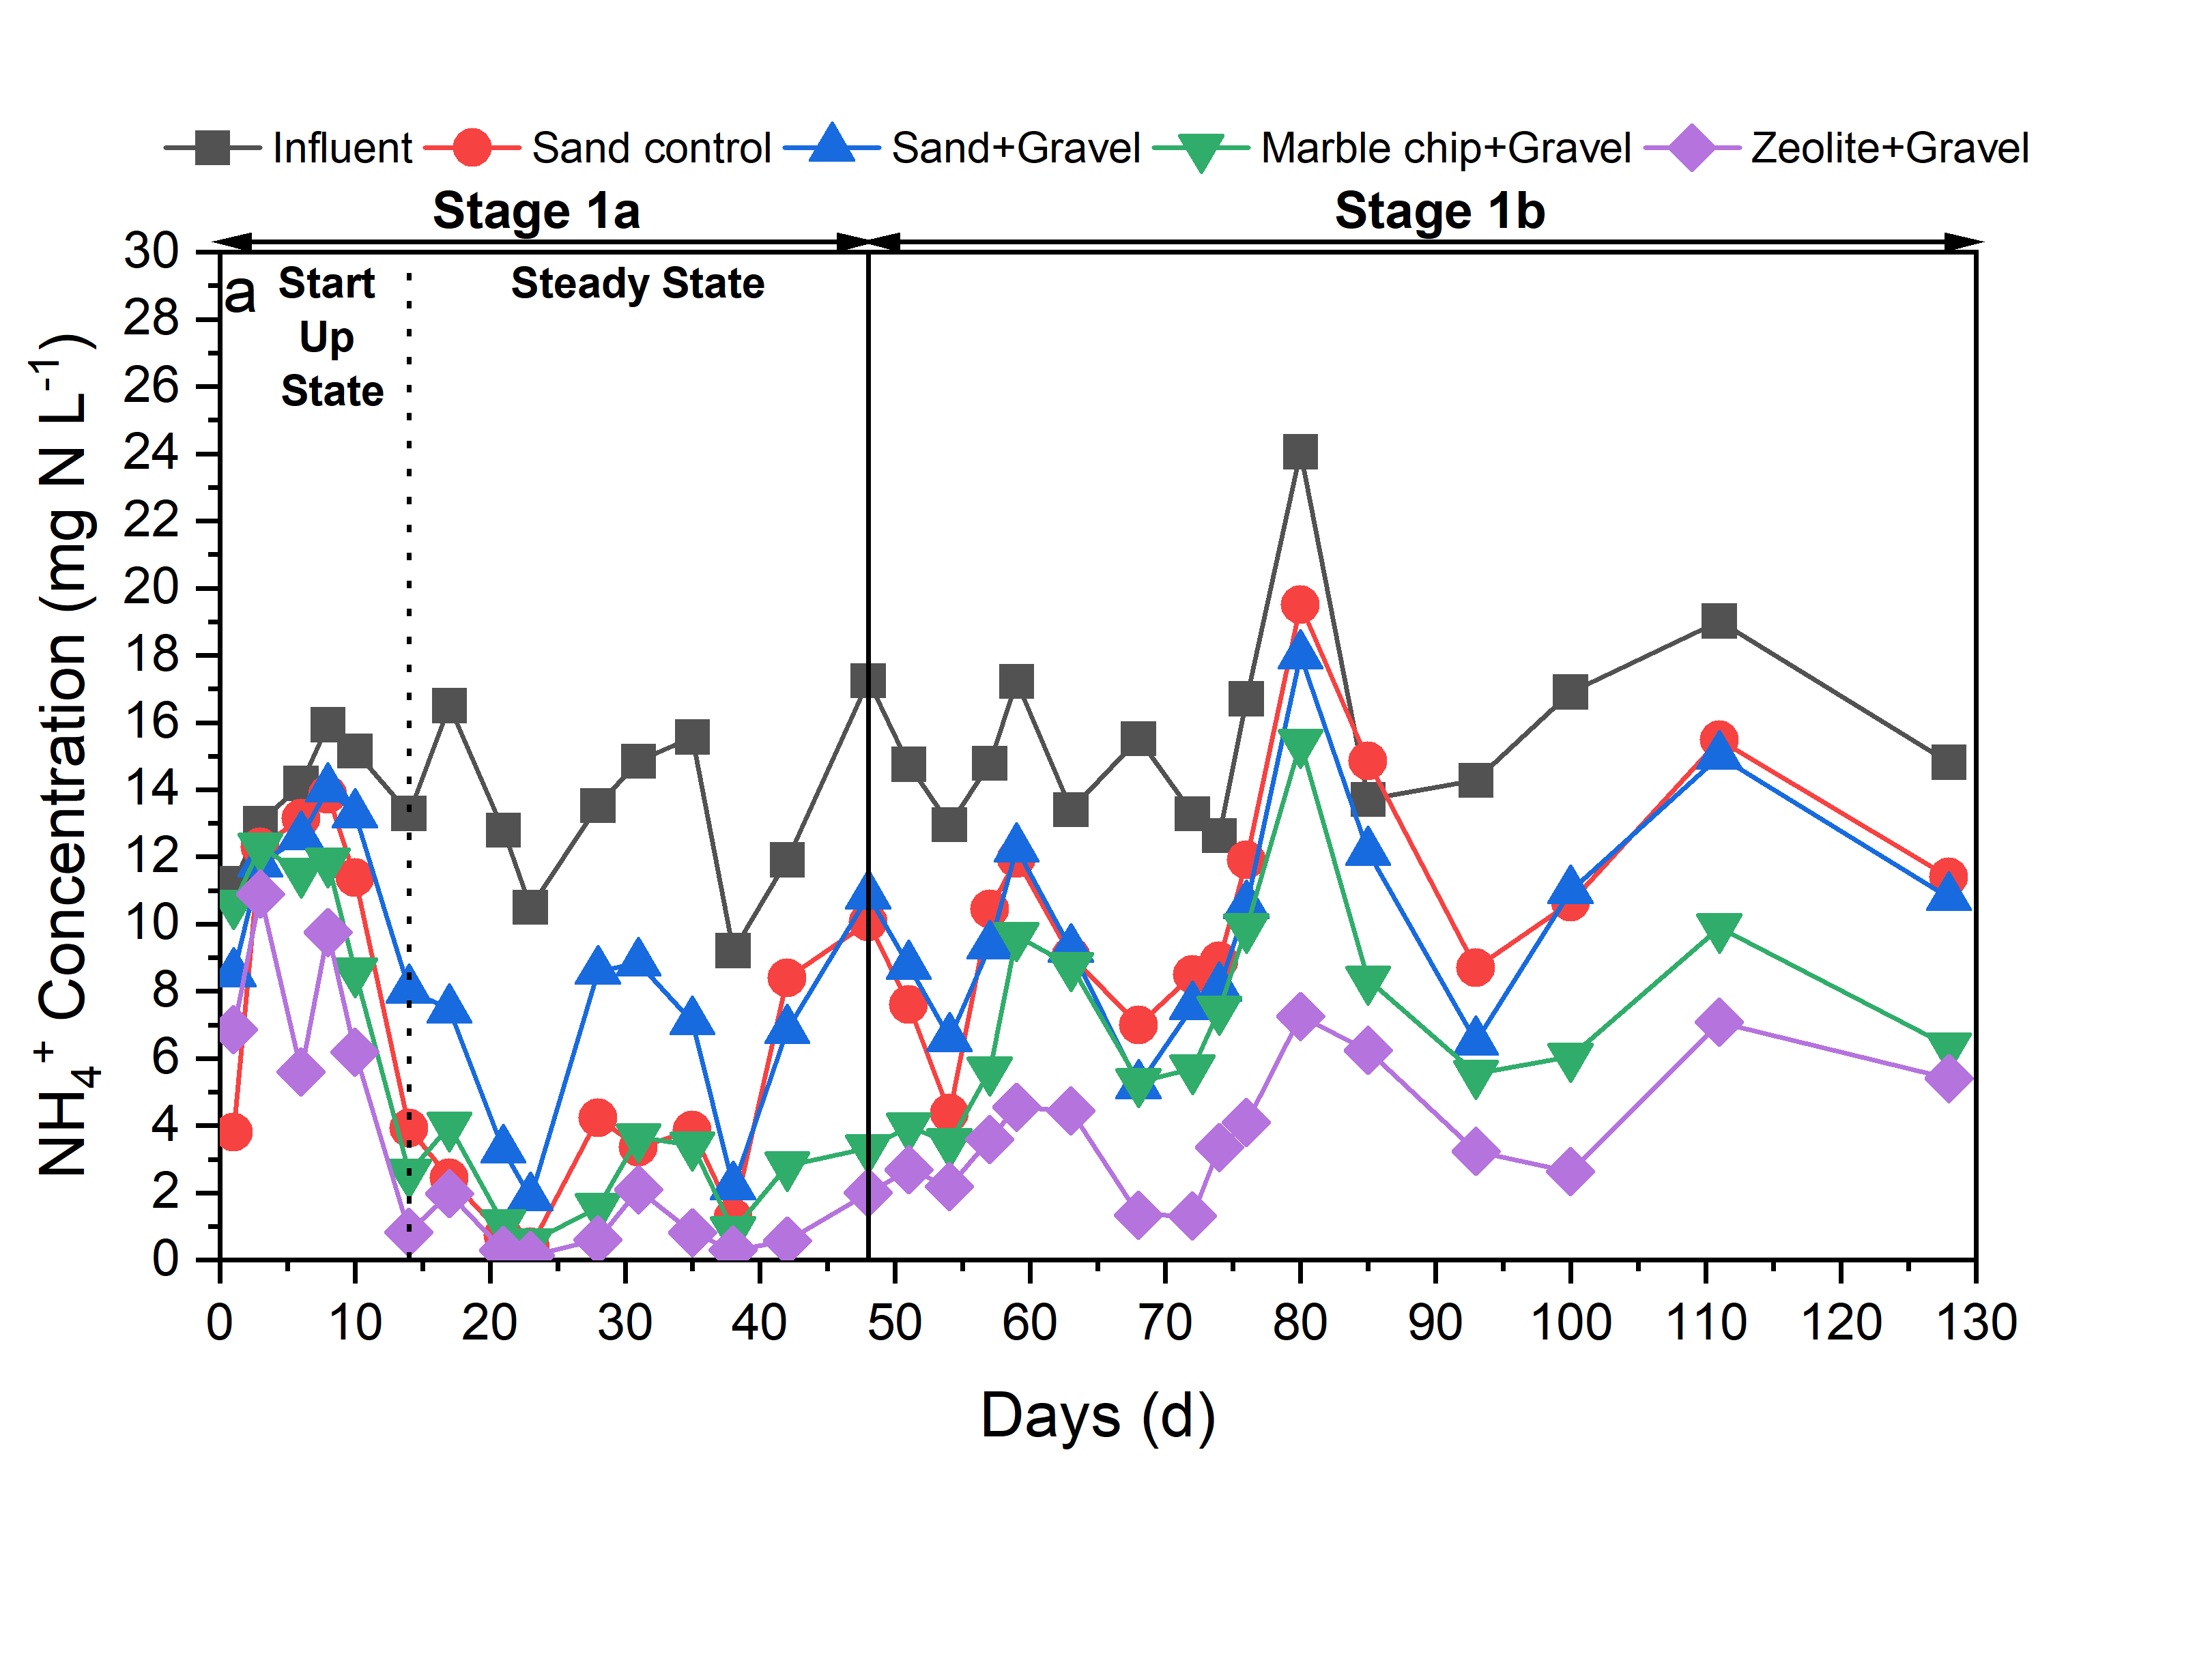 Influent Sand control Sand+Gravel Marble chip+Gravel Zeolite+Gravel
Stage 1a Stage 1b
a Start Steady State
Up
State
NH₄⁺ Concentration (mg N L⁻¹)
30
28
26
24
22
20
18
16
14
12
10
8
6
4
2
0
0 10 20 30 40 50 60 70 80 90 100 110 120 130
Days (d)